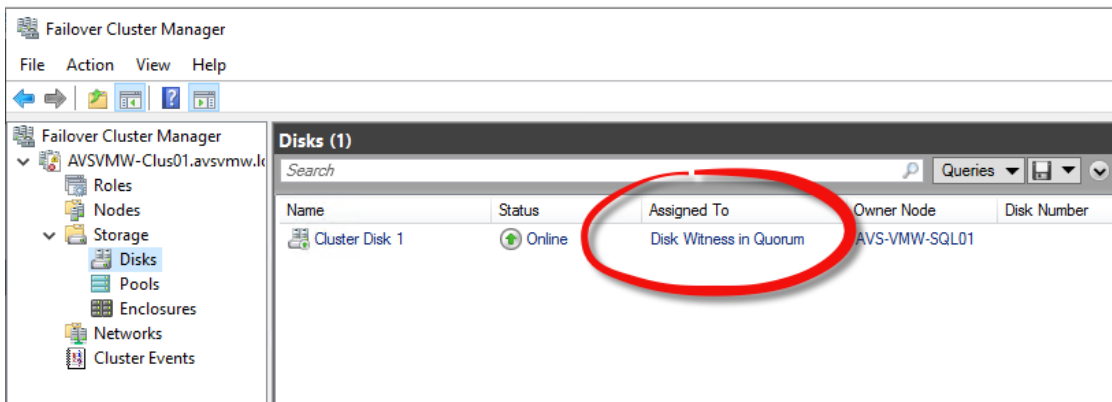 Failover Cluster Manager
File Action View Help
Failover Cluster Manager
AVSVMW-Clus01.avsvmw.lo
Roles
Nodes
Storage
Disks
Pools
Enclosures
Networks
Cluster Events
Disks (1)
Search Queries
Name Status Assigned To Owner Node Disk Number
Cluster Disk 1 Online Disk Witness in Quorum AVS-VMW-SQL01